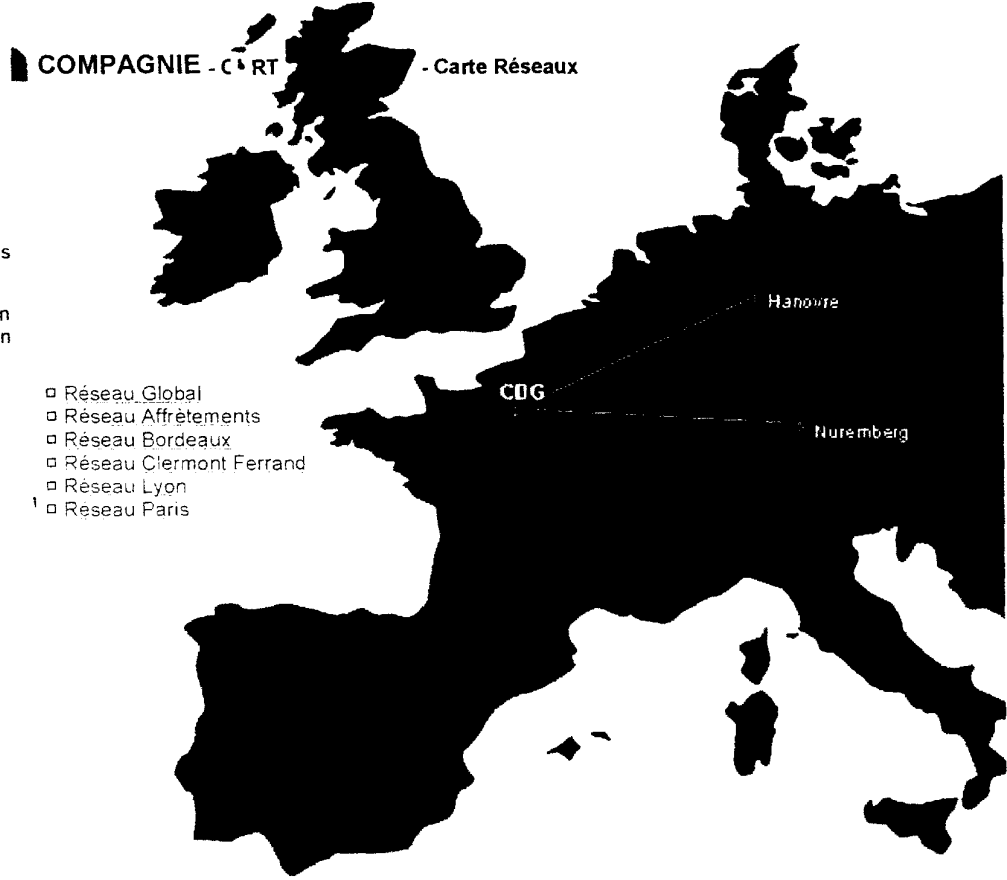 COMPAGNIE - RT - Carte Réseaux
s
n
n
Hanovre
CDG
Nuremberg
Réseau Global
Réseau Affrètements
Réseau Bordeaux
Réseau Clermont Ferrand
Réseau Lyon
Réseau Paris